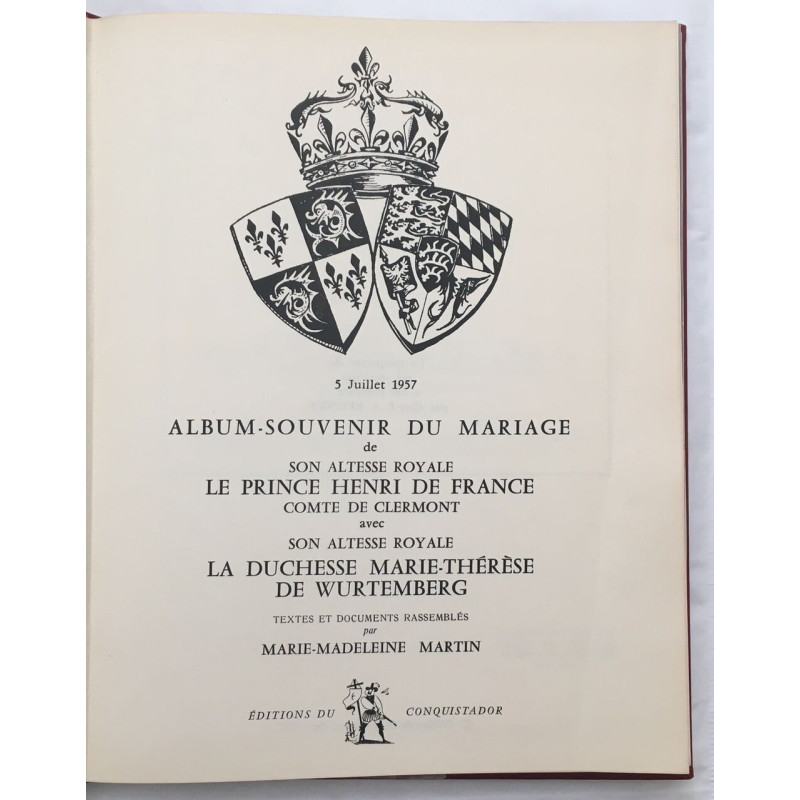 5 Juillet 1957
ALBUM-SOUVENIR DU MARIAGE
de
SON ALTESSE ROYALE
LE PRINCE HENRI DE FRANCE
COMTE DE CLERMONT
avec
SON ALTESSE ROYALE
LA DUCHESSE MARIE-THÉRÈSE
DE WURTEMBERG
TEXTES ET DOCUMENTS RASSEMBLÉS
par
MARIE-MADELEINE MARTIN
ÉDITIONS DU CONQUISTADOR